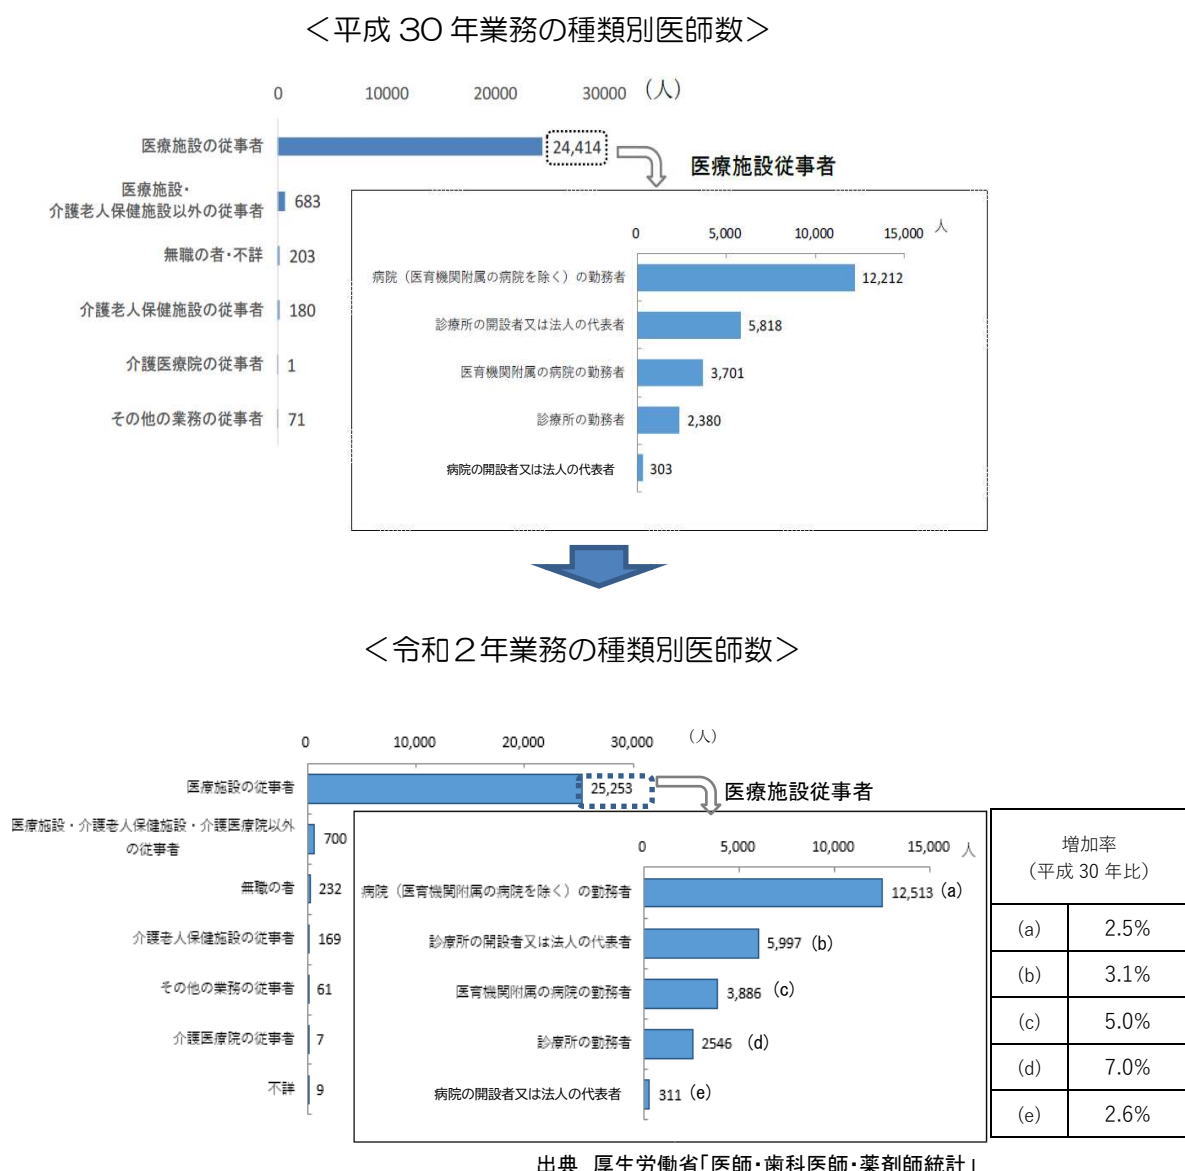 ＜平成 30 年業務の種類別医師数＞
0 10000 20000 30000 （人）
医療施設の従事者 24,414
医療施設・
介護老人保健施設以外の従事者 683
無職の者・不詳 203
介護老人保健施設の従事者 180
介護医療院の従事者 1
その他の業務の従事者 71
医療施設従事者
0 5,000 10,000 15,000 人
病院（医育機関附属の病院を除く）の勤務者 12,212
診療所の開設者又は法人の代表者 5,818
医育機関附属の病院の勤務者 3,701
診療所の勤務者 2,380
病院の開設者又は法人の代表者 303
＜令和２年業務の種類別医師数＞
0 10,000 20,000 30,000 （人）
医療施設の従事者 25,253
医療施設・介護老人保健施設・介護医療院以外
の従事者 700
無職の者 232
介護老人保健施設の従事者 169
その他の業務の従事者 61
介護医療院の従事者 7
不詳 9
医療施設従事者
0 5,000 10,000 15,000 人
病院（医育機関附属の病院を除く）の勤務者 12,513 (a)
診療所の開設者又は法人の代表者 5,997 (b)
医育機関附属の病院の勤務者 3,886 (c)
診療所の勤務者 2546 (d)
病院の開設者又は法人の代表者 311 (e)
増加率
（平成 30 年比）
(a) 2.5%
(b) 3.1%
(c) 5.0%
(d) 7.0%
(e) 2.6%
出典 厚生労働省「医師・歯科医師・薬剤師統計」